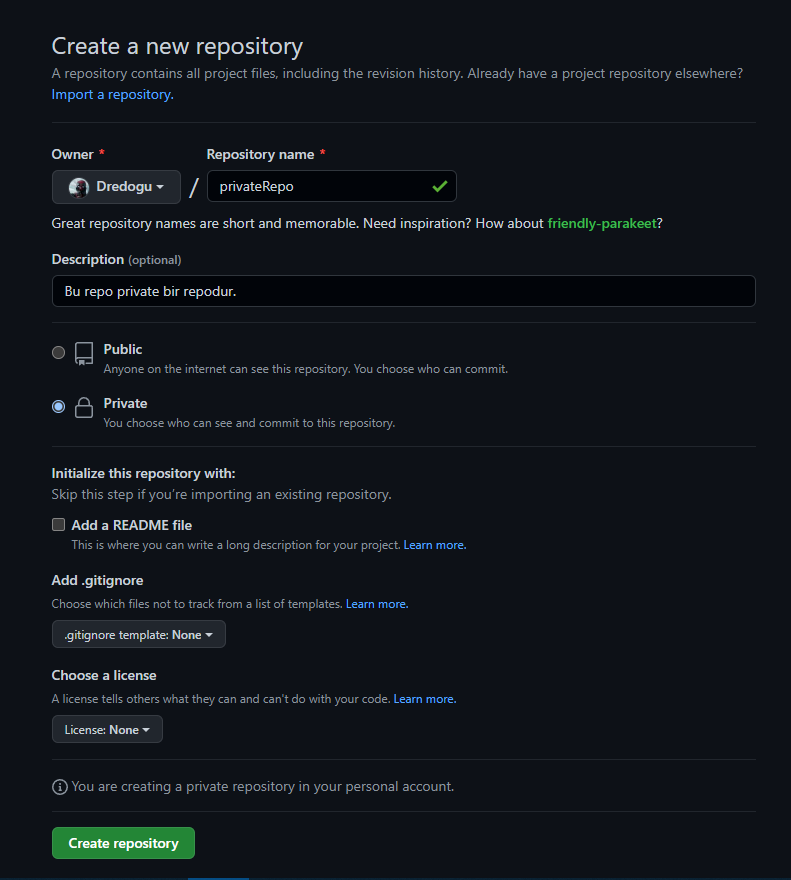 Create a new repository
A repository contains all project files, including the revision history. Already have a project repository elsewhere?
Import a repository.
Owner * Repository name *
Dredogu / privateRepo
Great repository names are short and memorable. Need inspiration? How about friendly-parakeet?
Description (optional)
Bu repo private bir repodur.
Public
Anyone on the internet can see this repository. You choose who can commit.
Private
You choose who can see and commit to this repository.
Initialize this repository with:
Skip this step if you're importing an existing repository.
Add a README file
This is where you can write a long description for your project. Learn more.
Add .gitignore
Choose which files not to track from a list of templates. Learn more.
.gitignore template: None
Choose a license
A license tells others what they can and can't do with your code. Learn more.
License: None
You are creating a private repository in your personal account.
Create repository